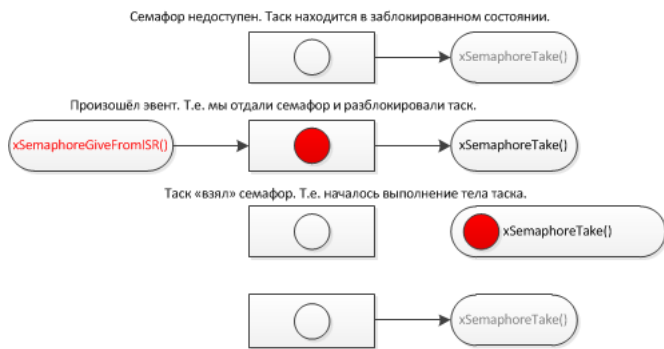 Семафор недоступен. Таск находится в заблокированном состоянии.
xSemaphoreTake()
Произошёл эвент. Т.е. мы отдали семафор и разблокировали таск.
xSemaphoreGiveFromISR()
xSemaphoreTake()
Таск «взял» семафор. Т.е. началось выполнение тела таска.
xSemaphoreTake()
xSemaphoreTake()